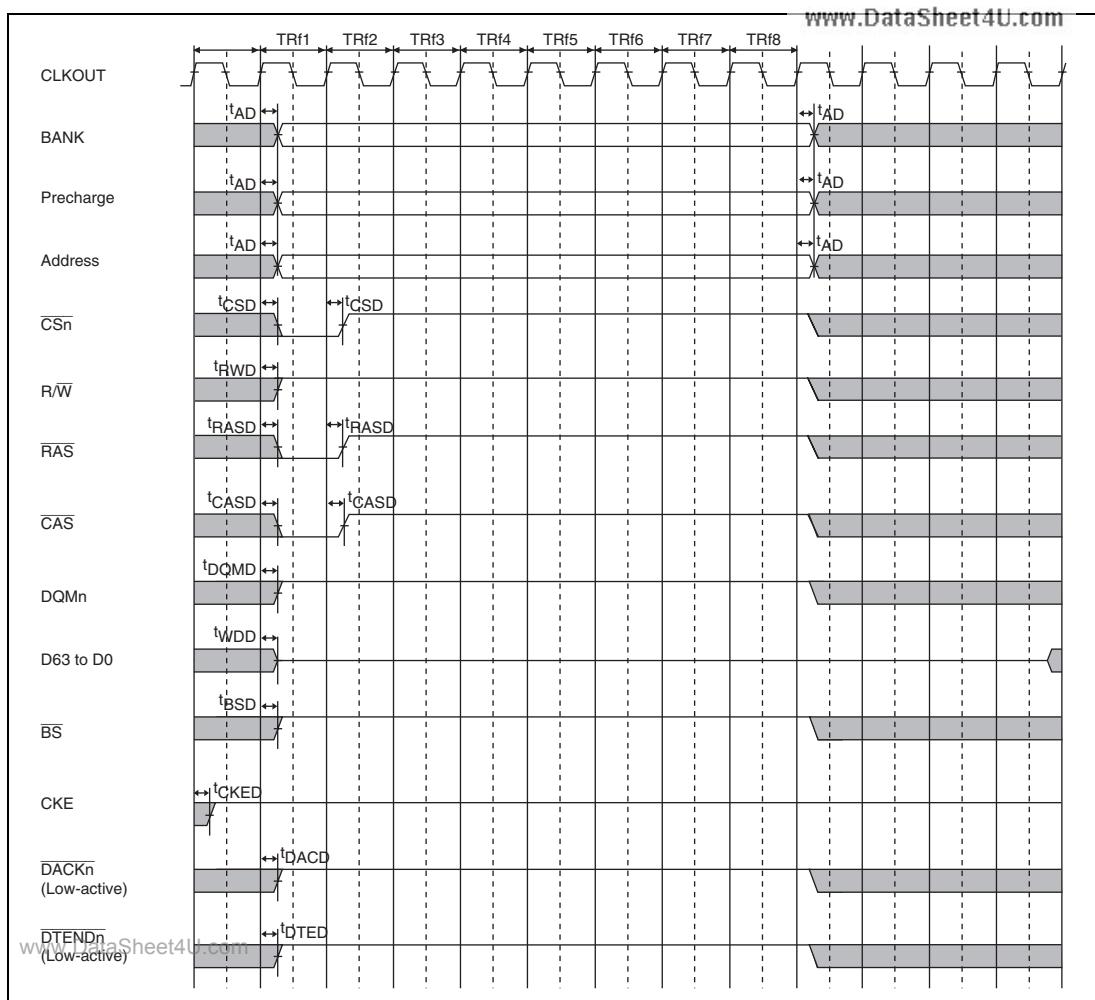 www.DataSheet4U.com
TRf1 TRf2 TRf3 TRf4 TRf5 TRf6 TRf7 TRf8
CLKOUT
tAD tAD
BANK
tAD tAD
Precharge
tAD tAD
Address
tCSD tCSD
CSn
tRWD
R/W
tRASD tRASD
RAS
tCASD tCASD
CAS
tDQMD
DQMn
tWDD
D63 to D0
tBSD
BS
tCKED
CKE
tDACD
DACKn
(Low-active)
tDTED
DTENDn
www.DataSheet4U.com
(Low-active)